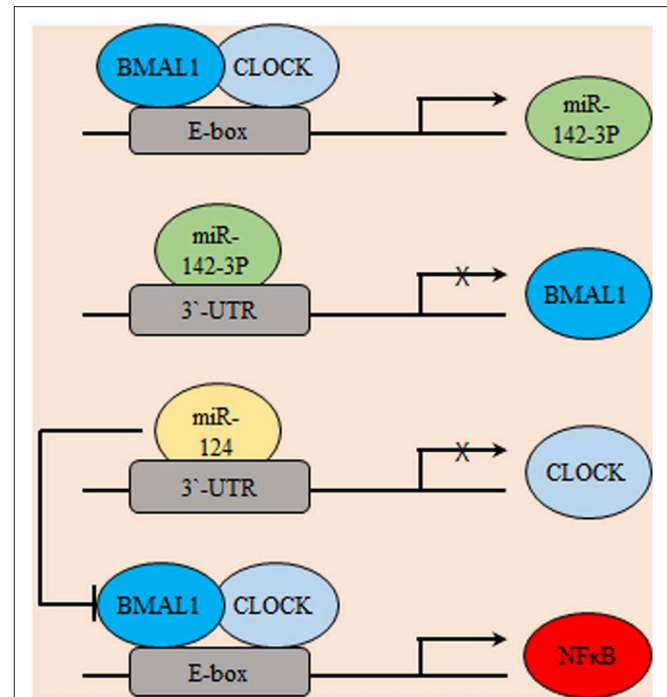 BMAL1 CLOCK
E-box
miR-
142-3P
miR-
142-3P
3`-UTR
X
BMAL1
miR-
124
3`-UTR
X
CLOCK
BMAL1 CLOCK
E-box
NFκB